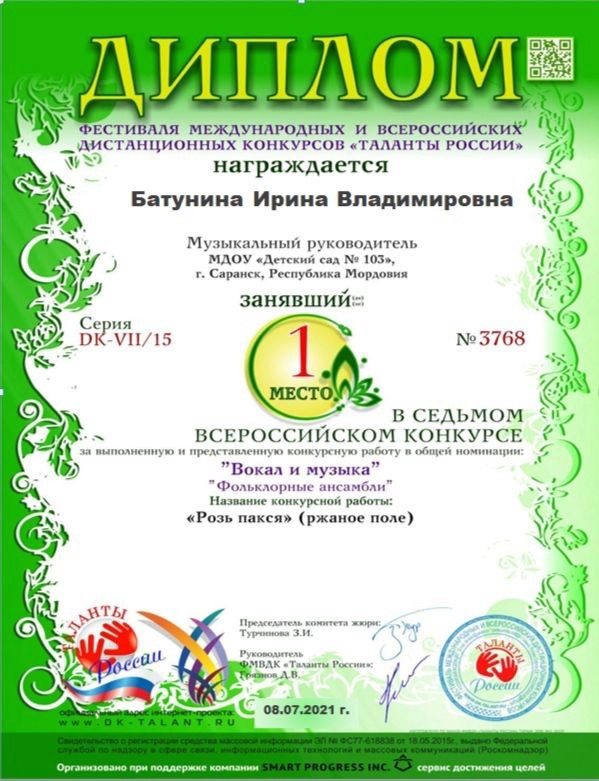 ДИПЛОМ
ФЕСТИВАЛЯ МЕЖДУНАРОДНЫХ И ВСЕРОССИЙСКИХ
ДИСТАНЦИОННЫХ КОНКУРСОВ «ТАЛАНТЫ РОССИИ»
награждается
Батунина Ирина Владимировна
Музыкальный руководитель
МДОУ «Детский сад № 103»,
г. Саранск, Республика Мордовия
занявший(ая)
Серия
DK-VII/15
№ 3768
1
МЕСТО
В СЕДЬМОМ
ВСЕРОССИЙСКОМ КОНКУРСЕ
за выполненную и представленную конкурсную работу в общей номинации:
"Вокал и музыка"
"Фольклорные ансамбли"
Название конкурсной работы:
«Розь пакся» (ржаное поле)
ТАЛАНТЫ
России
Председатель комитета жюри:
Турчинова З.И.
Руководитель
ФМВДК «Таланты России»:
Грязнов Д.В.
ТАЛАНТЫ
России
официальный адрес интернет-проекта:
WWW.DK-TALANT.RU
08.07.2021 г.
Свидетельство о регистрации средства массовой информации ЭЛ № ФС77-618838 от 18.05.2015г., выдано Федеральной
службой по надзору в сфере связи, информационных технологий и массовых коммуникаций (Роскомнадзор)
Организовано при поддержке компании SMART PROGRESS INC. сервис достижения целей